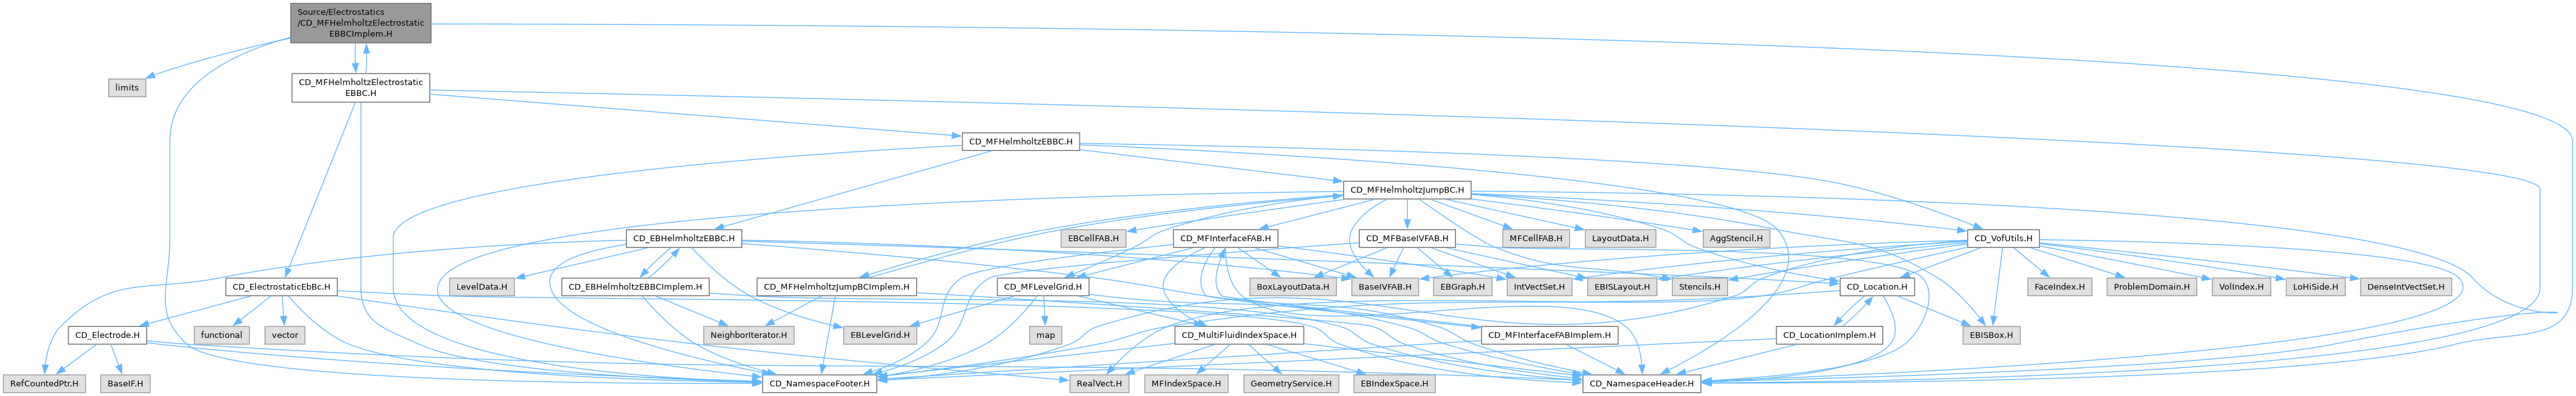 Source/Electrostatics
/CD_MFHelmholtzElectrostatic
EBBCImplem.H
limits
CD_MFHelmholtzElectrostatic
EBBC.H
CD_MFHelmholtzEBBC.H
CD_MFHelmholtzJumpBC.H
CD_EBHelmholtzEBBC.H
EBCellFAB.H
CD_MFInterfaceFAB.H
CD_MFBaseIVFAB.H
MFCellFAB.H
LayoutData.H
AggStencil.H
CD_VofUtils.H
CD_ElectrostaticEbBc.H
LevelData.H
CD_EBHelmholtzEBBCImplem.H
CD_MFHelmholtzJumpBCImplem.H
CD_MFLevelGrid.H
BoxLayoutData.H
BaseIVFAB.H
EBGraph.H
IntVectSet.H
EBISLayout.H
Stencils.H
CD_Location.H
FaceIndex.H
ProblemDomain.H
VolIndex.H
LoHiSide.H
DenseIntVectSet.H
CD_Electrode.H
functional
vector
NeighborIterator.H
EBLevelGrid.H
map
CD_MultiFluidIndexSpace.H
CD_MFInterfaceFABImplem.H
CD_LocationImplem.H
EBISBox.H
RefCountedPtr.H
BaseIF.H
CD_NamespaceFooter.H
RealVect.H
MFIndexSpace.H
GeometryService.H
EBIndexSpace.H
CD_NamespaceHeader.H